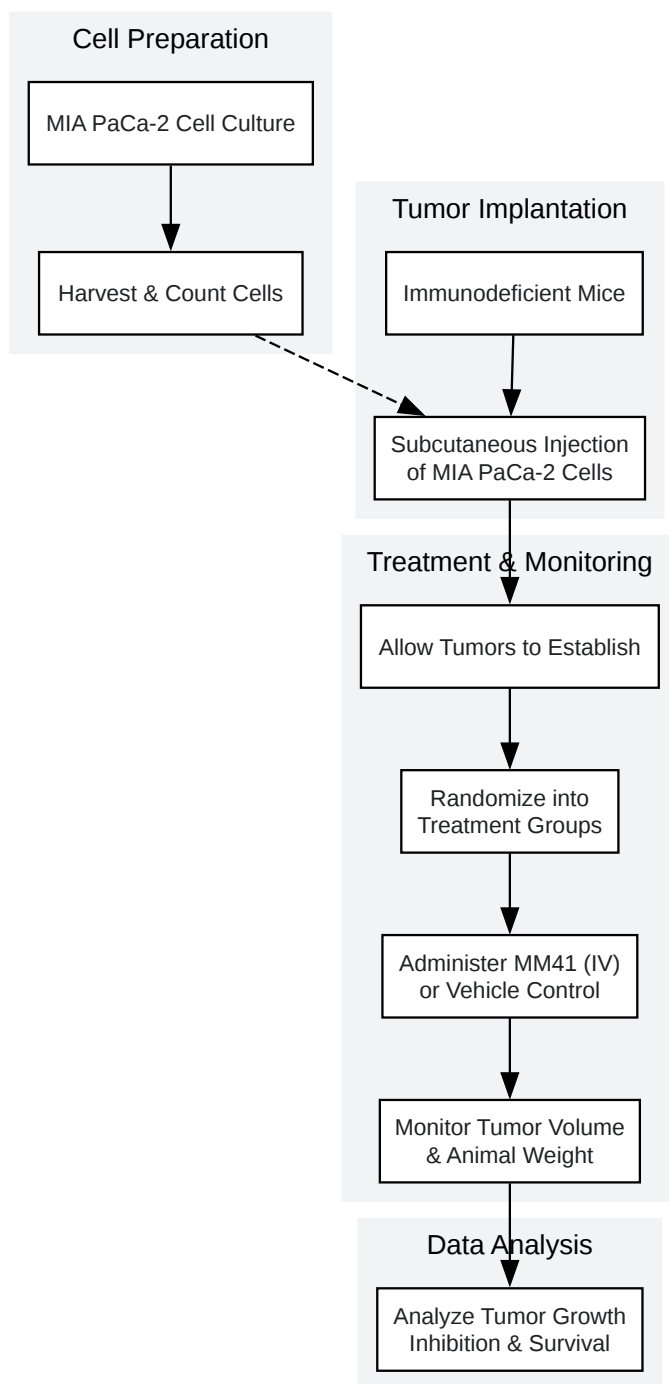 Cell Preparation
MIA PaCa-2 Cell Culture
Harvest & Count Cells
Tumor Implantation
Immunodeficient Mice
Subcutaneous Injection
of MIA PaCa-2 Cells
Treatment & Monitoring
Allow Tumors to Establish
Randomize into
Treatment Groups
Administer MM41 (IV)
or Vehicle Control
Monitor Tumor Volume
& Animal Weight
Data Analysis
Analyze Tumor Growth
Inhibition & Survival